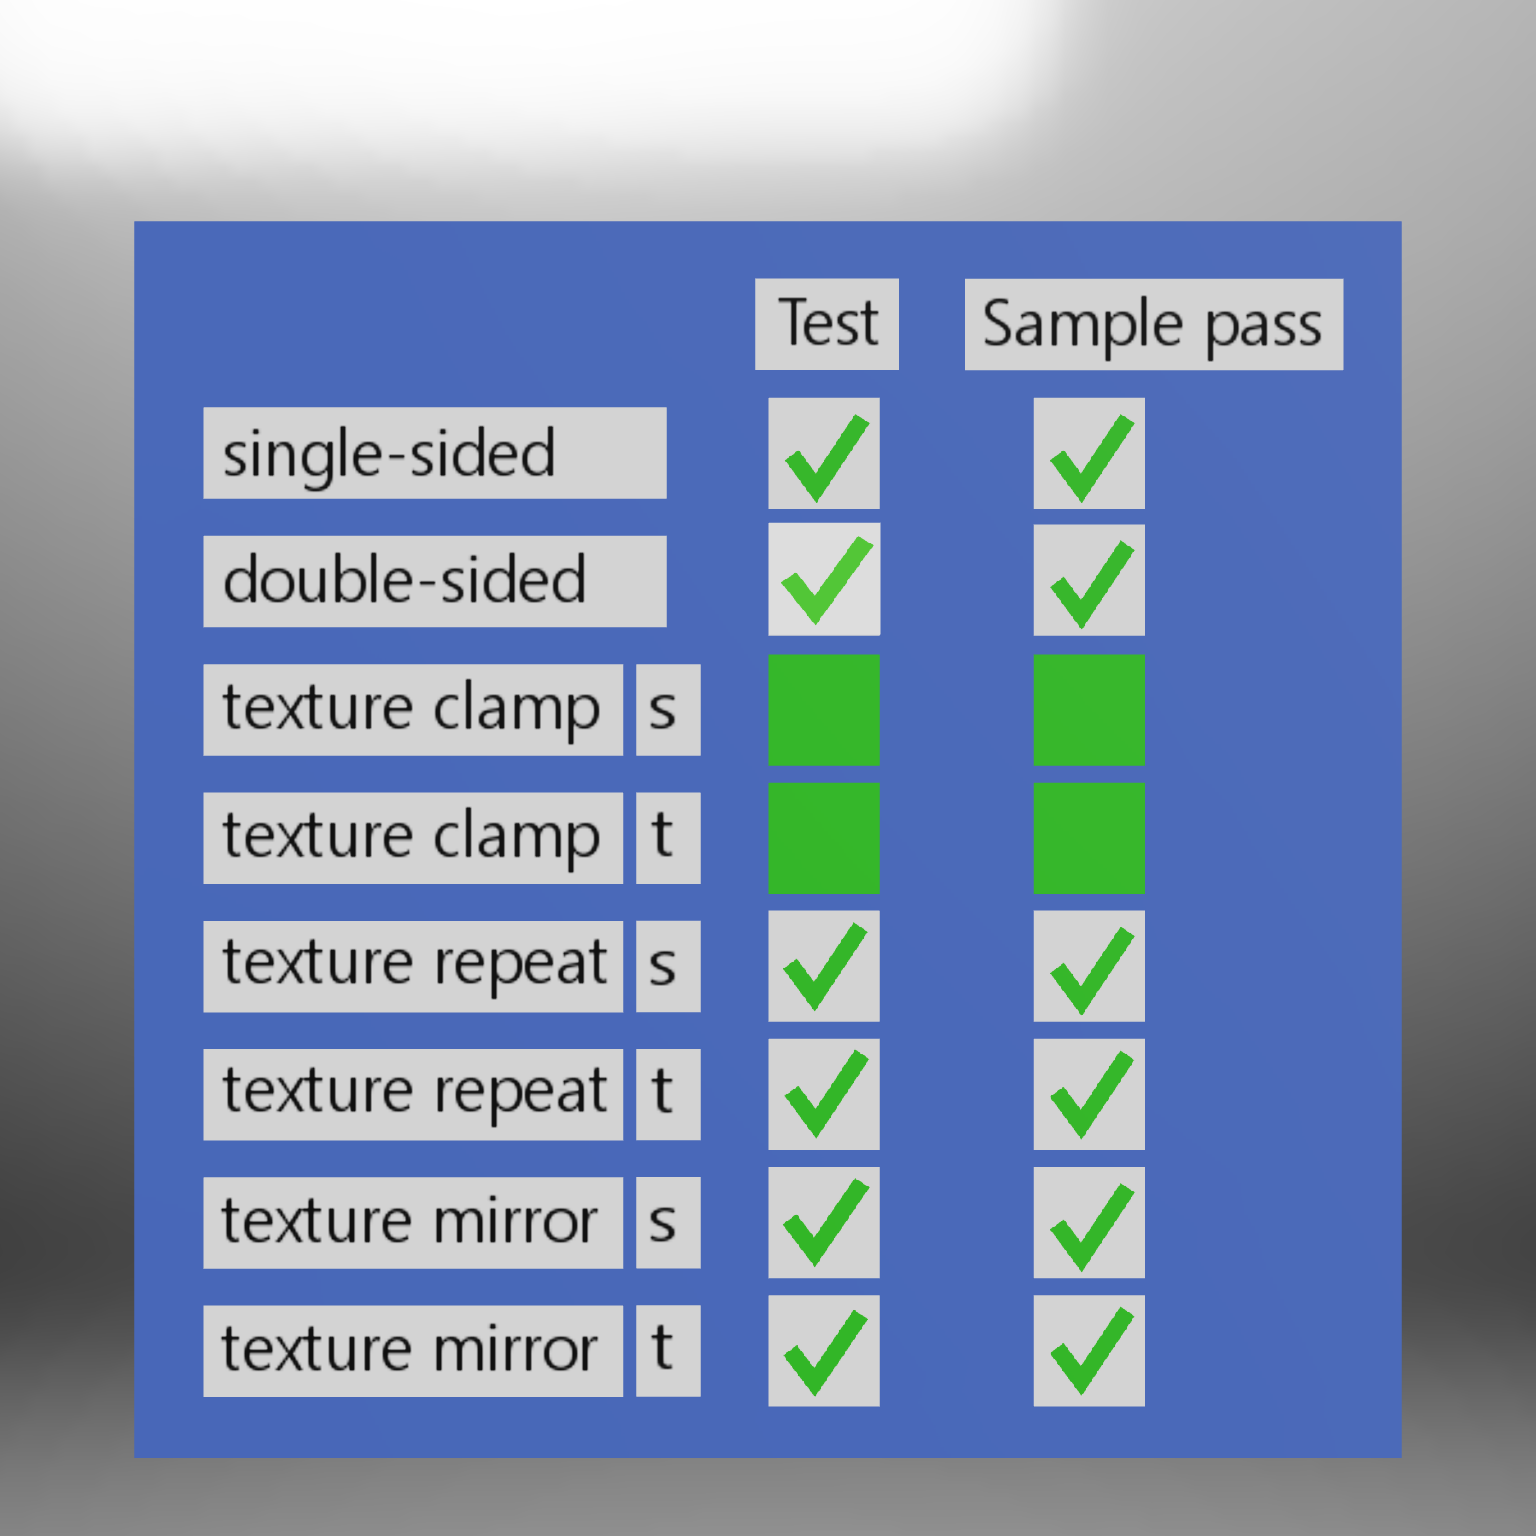 Test Sample pass
single-sided
double-sided
texture clamp s
texture clamp t
texture repeat s
texture repeat t
texture mirror s
texture mirror t